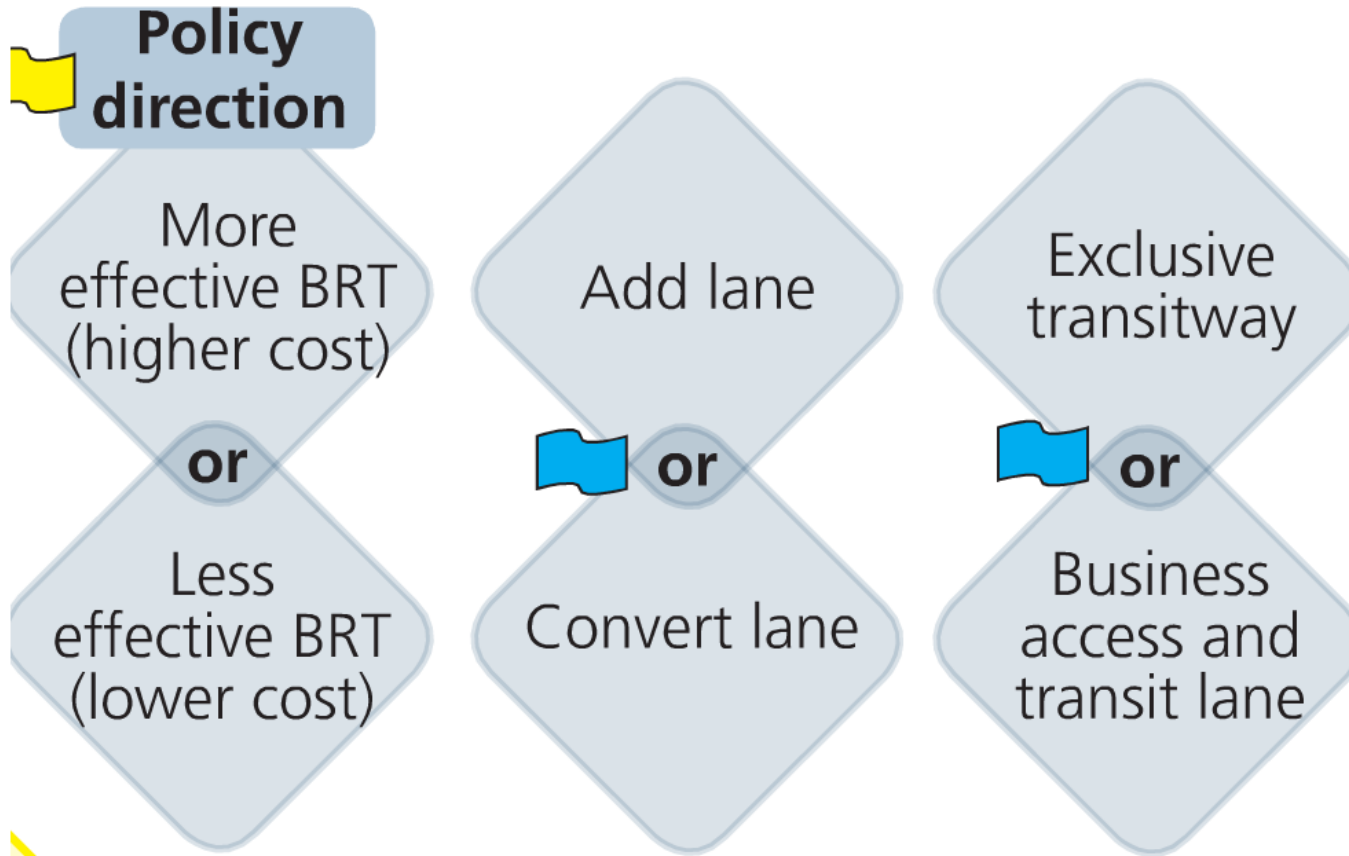 Policy
direction
More
effective BRT
(higher cost)
or
Less
effective BRT
(lower cost)
Add lane
or
Convert lane
Exclusive
transitway
or
Business
access and
transit lane